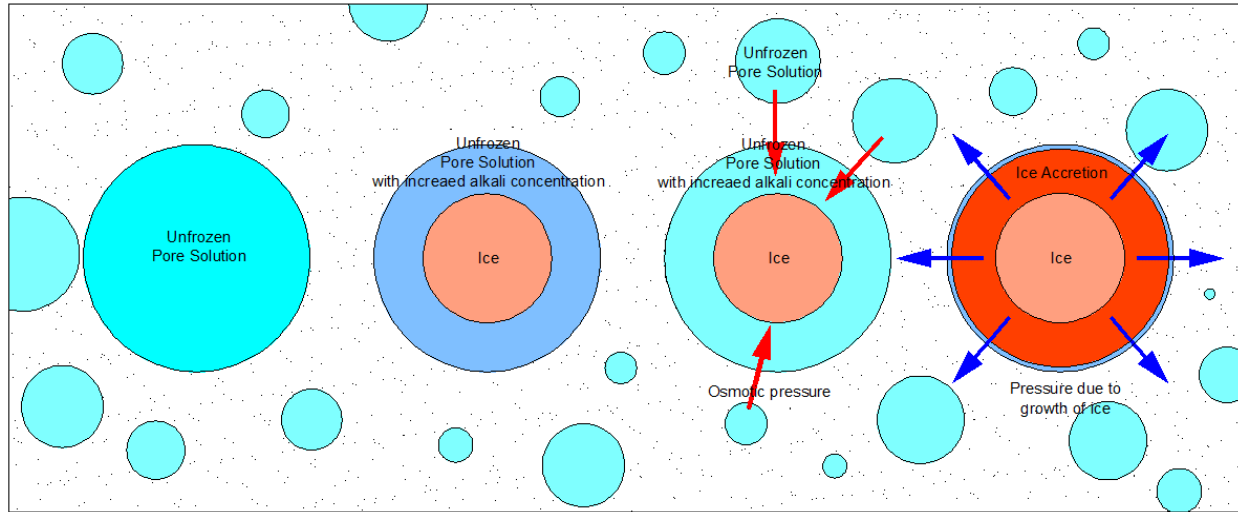 Unfrozen
Pore Solution
Unfrozen
Pore Solution
with increaed alkali concentration
Ice
Unfrozen
Pore Solution
Unfrozen
Pore Solution
with increaed alkali concentration
Ice
Osmotic pressure
Ice Accretion
Ice
Pressure due to
growth of ice